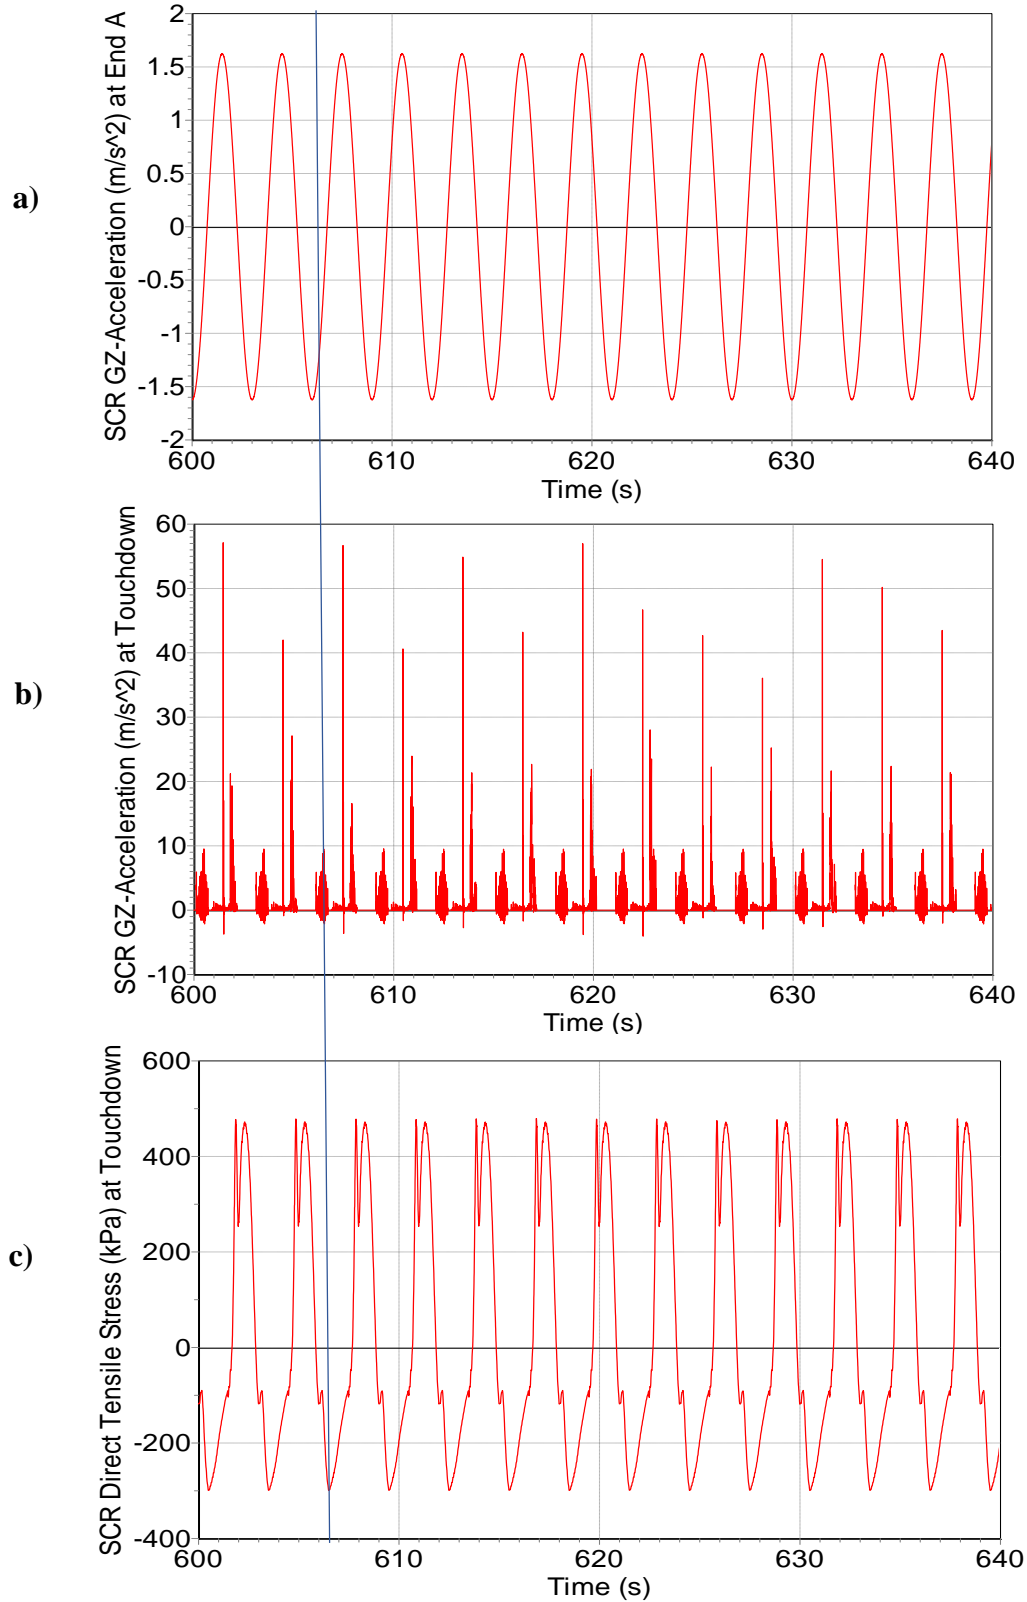 a)
SCR GZ-Acceleration (m/s^2) at End A
2
1.5
1
0.5
0
-0.5
-1
-1.5
-2
600 610 620 630 640
Time (s)
b)
SCR GZ-Acceleration (m/s^2) at Touchdown
60
50
40
30
20
10
0
-10
600 610 620 630 640
Time (s)
c)
SCR Direct Tensile Stress (kPa) at Touchdown
600
400
200
0
-200
-400
600 610 620 630 640
Time (s)